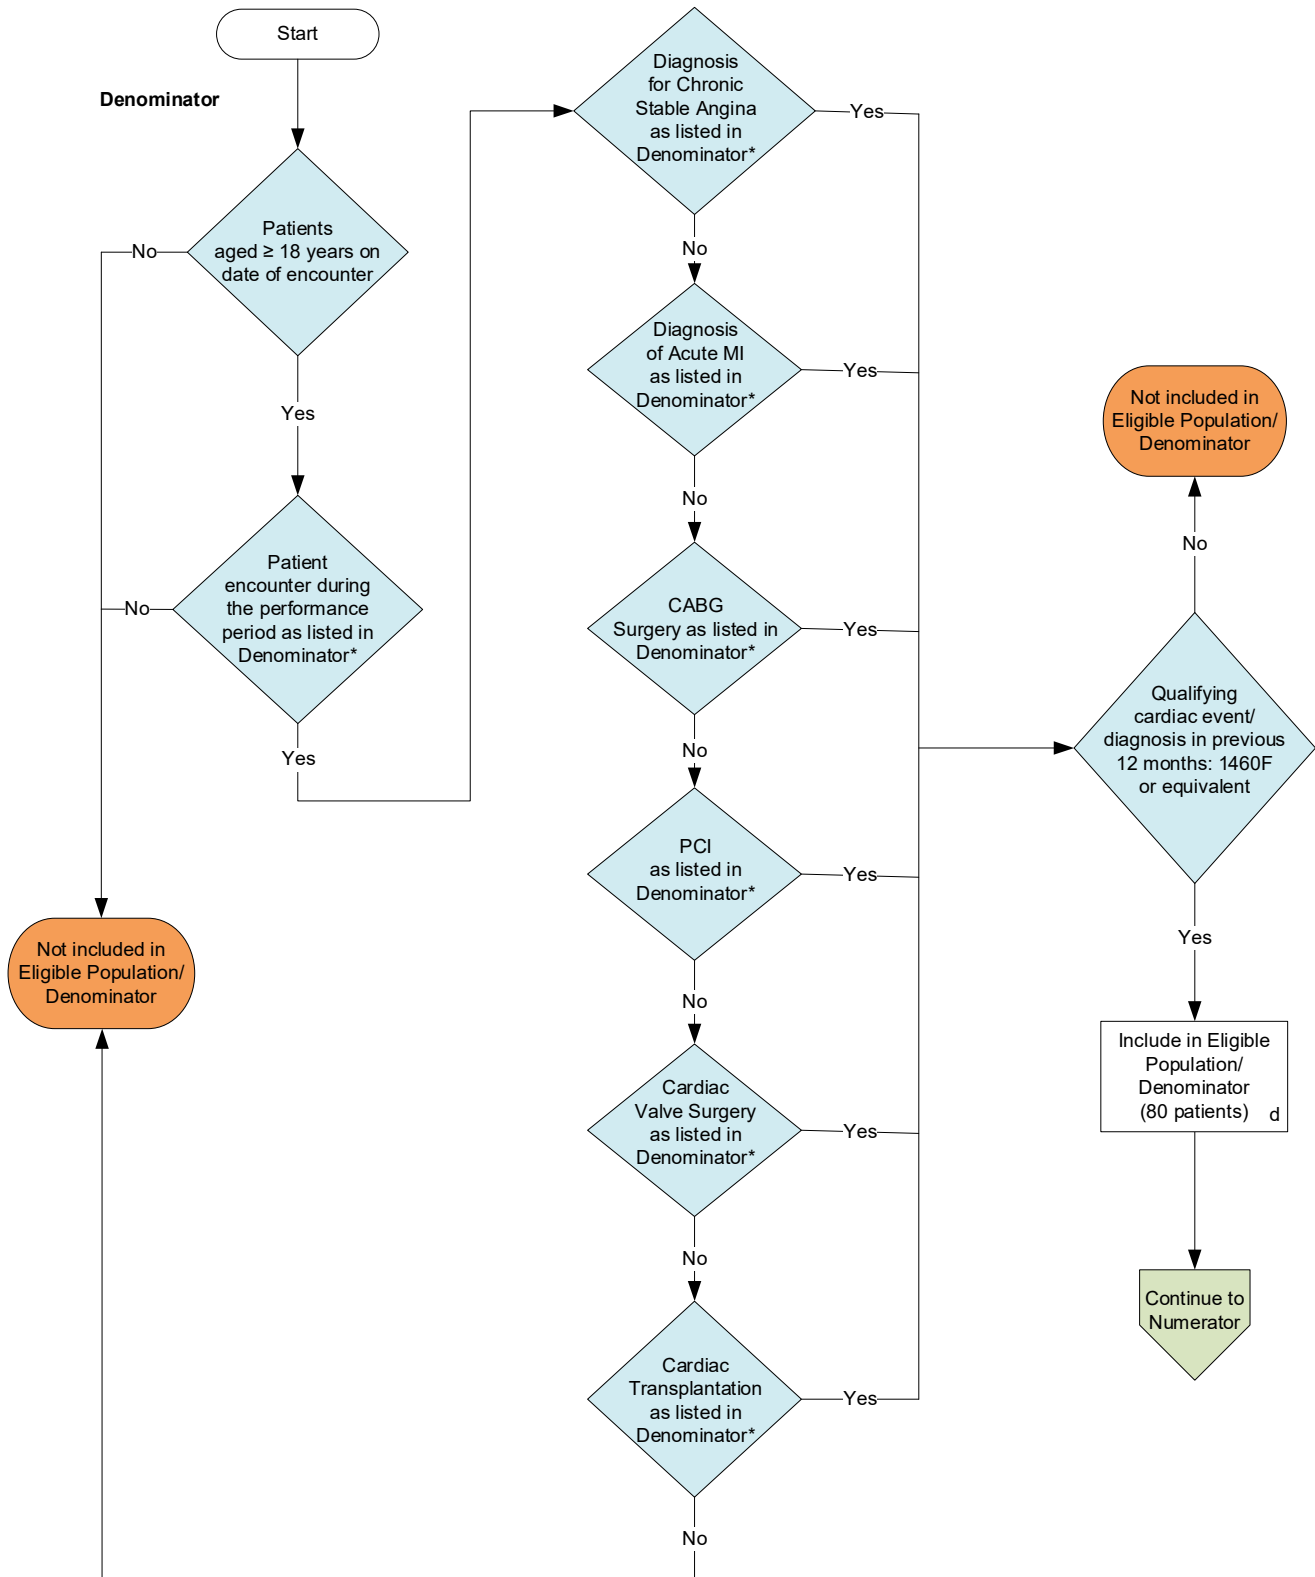 Start
Denominator
Patients
aged ≥ 18 years on
date of encounter
No
Yes
Patient
encounter during
the performance
period as listed in
Denominator*
No
Yes
Not included in
Eligible Population/
Denominator
Diagnosis
for Chronic
Stable Angina
as listed in
Denominator*
Yes
No
Diagnosis
of Acute MI
as listed in
Denominator*
Yes
No
CABG
Surgery as listed in
Denominator*
Yes
No
PCI
as listed in
Denominator*
Yes
No
Cardiac
Valve Surgery
as listed in
Denominator*
Yes
No
Cardiac
Transplantation
as listed in
Denominator*
Yes
No
Not included in
Eligible Population/
Denominator
No
Qualifying
cardiac event/
diagnosis in previous
12 months: 1460F
or equivalent
Yes
Include in Eligible
Population/
Denominator
(80 patients) d
Continue to
Numerator